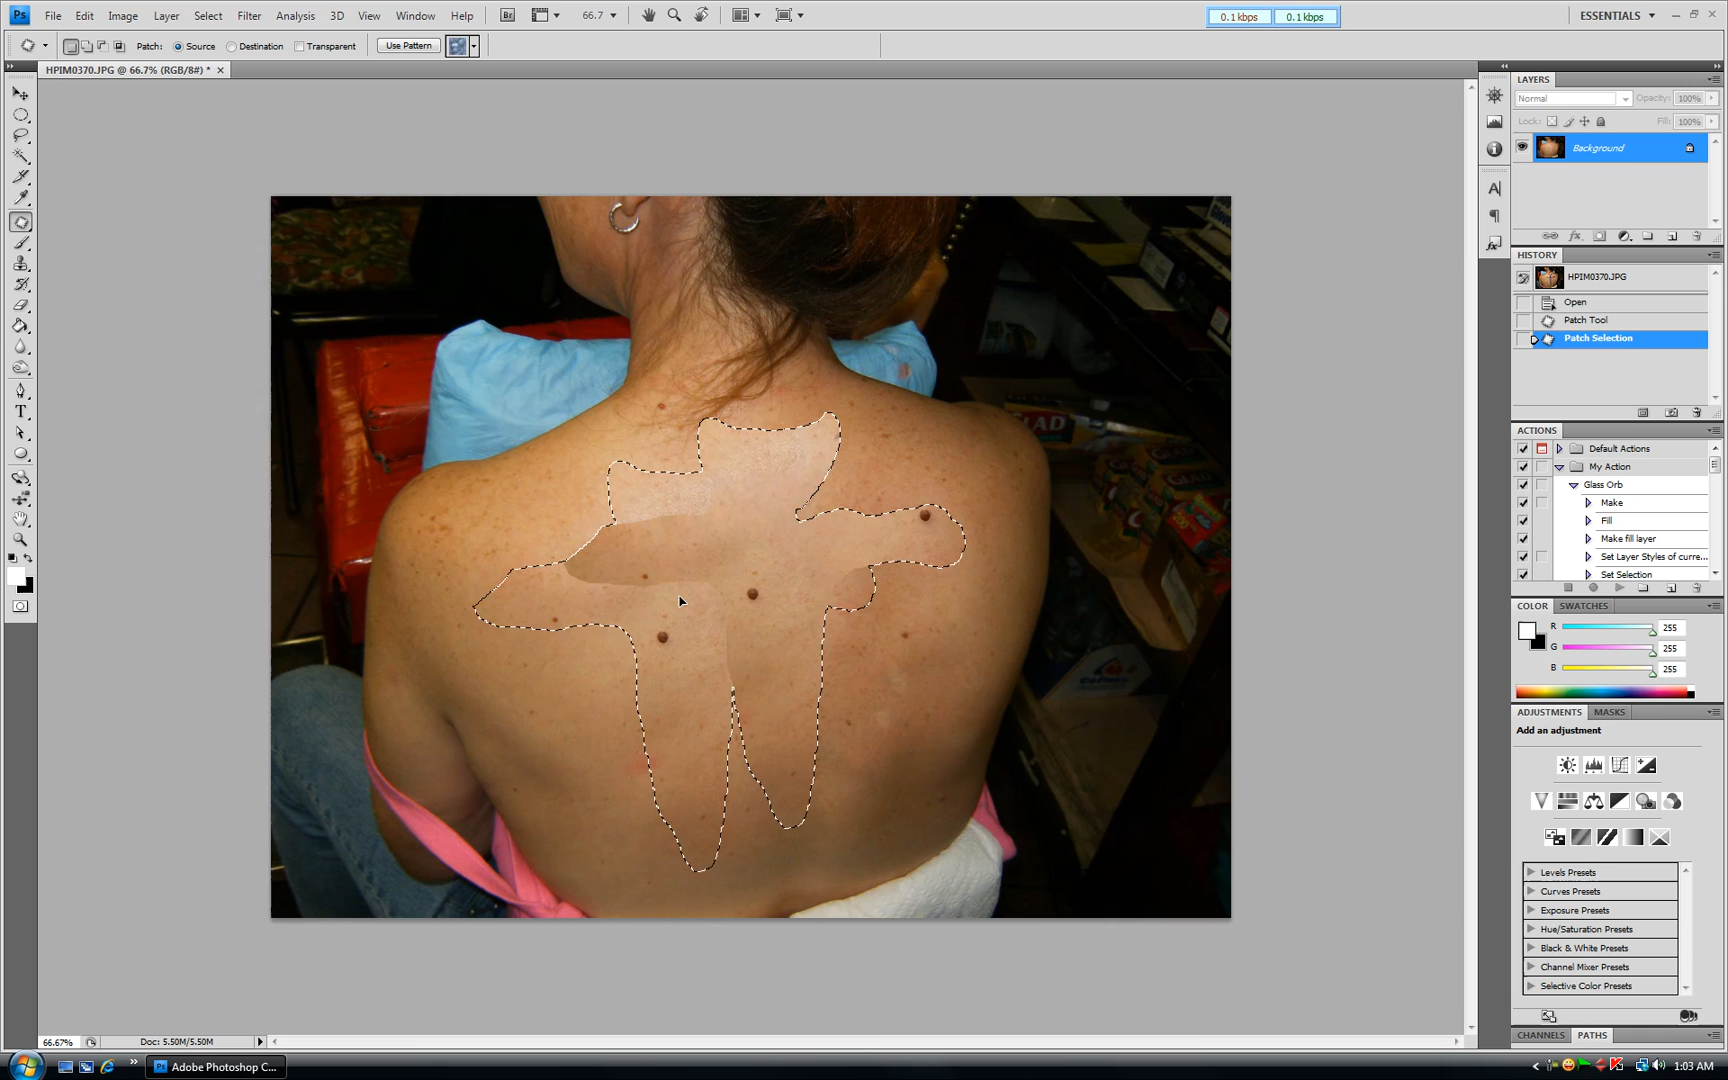 Ps File Edit Image Layer Select Filter Analysis 3D View Window Help Br 66.7 0.1 kbps 0.1 kbps ESSENTIALS
Patch: Source Destination Transparent Use Pattern
HPIM0370.JPG @ 66.7% (RGB/8#) *
LAYERS
Normal Opacity: 100%
Lock: Fill: 100%
Background
HISTORY
HPIM0370.JPG
Open
Patch Tool
Patch Selection
GLAD
ACTIONS
Default Actions
My Action
Glass Orb
Make
Fill
Make fill layer
Set Layer Styles of curre...
Set Selection
COLOR SWATCHES
R 255
G 255
B 255
ADJUSTMENTS MASKS
Add an adjustment
Levels Presets
Curves Presets
Exposure Presets
Hue/Saturation Presets
Black & White Presets
Channel Mixer Presets
Selective Color Presets
CHANNELS PATHS
66.67% Doc: 5.50M/5.50M
Ps Adobe Photoshop C... 1:03 AM